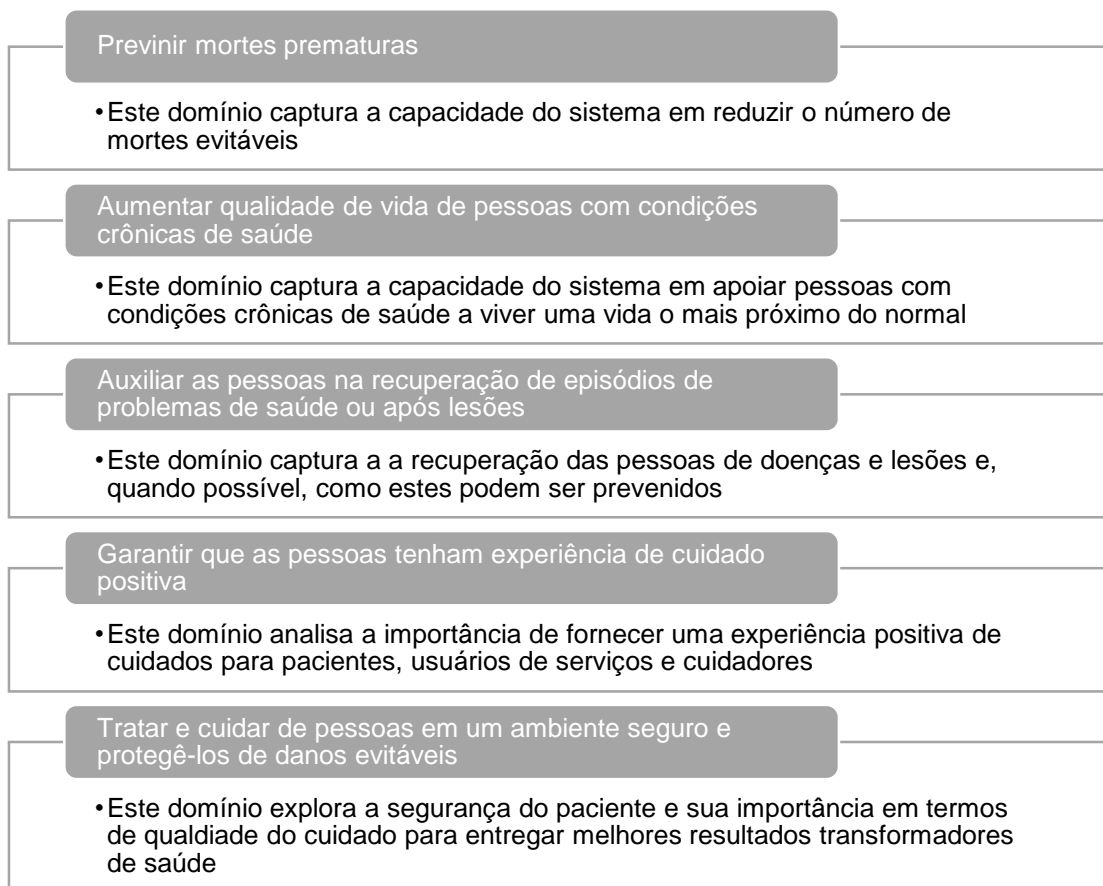 Previnir mortes prematuras
•Este domínio captura a capacidade do sistema em reduzir o número de
mortes evitáveis
Aumentar qualidade de vida de pessoas com condições
crônicas de saúde
•Este domínio captura a capacidade do sistema em apoiar pessoas com
condições crônicas de saúde a viver uma vida o mais próximo do normal
Auxiliar as pessoas na recuperação de episódios de
problemas de saúde ou após lesões
•Este domínio captura a a recuperação das pessoas de doenças e lesões e,
quando possível, como estes podem ser prevenidos
Garantir que as pessoas tenham experiência de cuidado
positiva
•Este domínio analisa a importância de fornecer uma experiência positiva de
cuidados para pacientes, usuários de serviços e cuidadores
Tratar e cuidar de pessoas em um ambiente seguro e
protegê-los de danos evitáveis
•Este domínio explora a segurança do paciente e sua importância em termos
de qualdiade do cuidado para entregar melhores resultados transformadores
de saúde